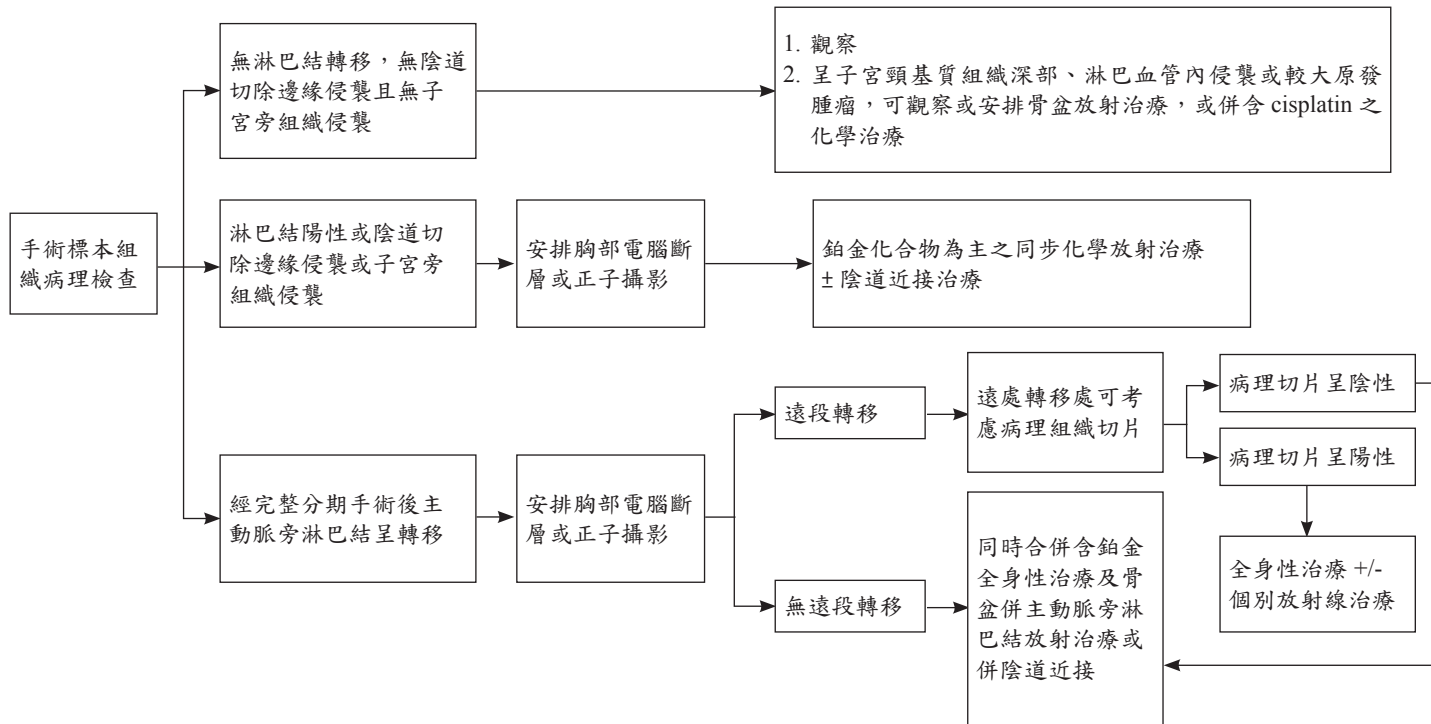 無淋巴結轉移，無陰道
切除邊緣侵襲且無子
宮旁組織侵襲
1. 觀察
2. 呈子宮頸基質組織深部、淋巴血管內侵襲或較大原發
腫瘤，可觀察或安排骨盆放射治療，或併含 cisplatin 之
化學治療
手術標本組
織病理檢查
淋巴結陽性或陰道切
除邊緣侵襲或子宮旁
組織侵襲
安排胸部電腦斷
層或正子攝影
鉑金化合物為主之同步化學放射治療
± 陰道近接治療
經完整分期手術後主
動脈旁淋巴結呈轉移
安排胸部電腦斷
層或正子攝影
遠段轉移
遠處轉移處可考
慮病理組織切片
病理切片呈陰性
病理切片呈陽性
全身性治療 +/-
個別放射線治療
無遠段轉移
同時合併含鉑金
全身性治療及骨
盆併主動脈旁淋
巴結放射治療或
併陰道近接